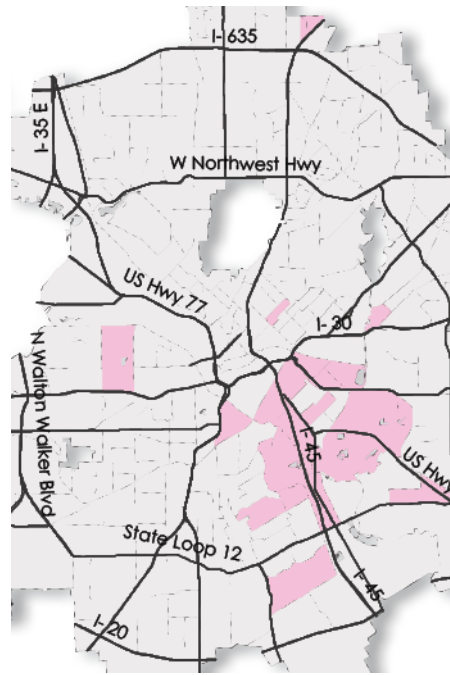 I- 635
I- 35 E
W Northwest Hwy
US Hwy 77
I- 30
N Walton Walker Blvd
I- 45
US Hwy
State Loop 12
I- 45
I- 20